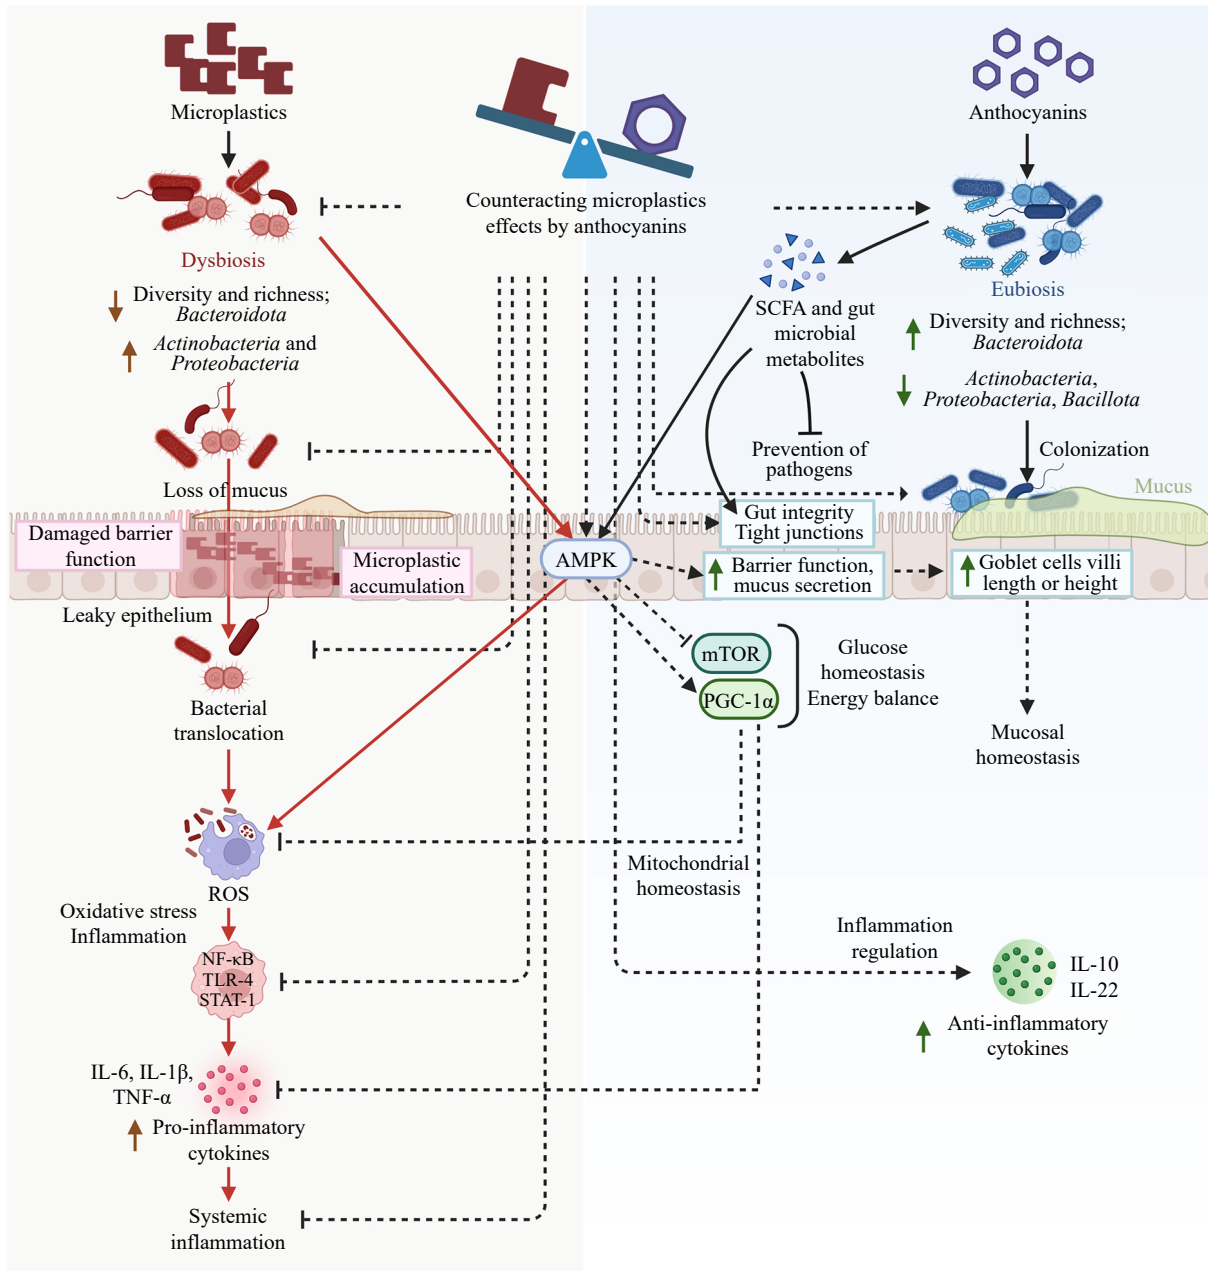 Microplastics
Anthocyanins
Counteracting microplastics
effects by anthocyanins
Dysbiosis
Diversity and richness;
Bacteroidota
Actinobacteria and
Proteobacteria
Loss of mucus
Damaged barrier
function
Microplastic
accumulation
Leaky epithelium
Bacterial
translocation
ROS
Oxidative stress
Inflammation
NF-κB
TLR-4
STAT-1
IL-6, IL-1β,
TNF-α
Pro-inflammatory
cytokines
Systemic
inflammation
SCFA and gut
microbial
metabolites
Prevention of
pathogens
Eubiosis
Diversity and richness;
Bacteroidota
Actinobacteria,
Proteobacteria, Bacillota
Colonization
Mucus
Gut integrity
Tight junctions
AMPK
Barrier function,
mucus secretion
Goblet cells villi
length or height
mTOR
PGC-1α
Glucose
homeostasis
Energy balance
Mucosal
homeostasis
Mitochondrial
homeostasis
Inflammation
regulation
IL-10
IL-22
Anti-inflammatory
cytokines